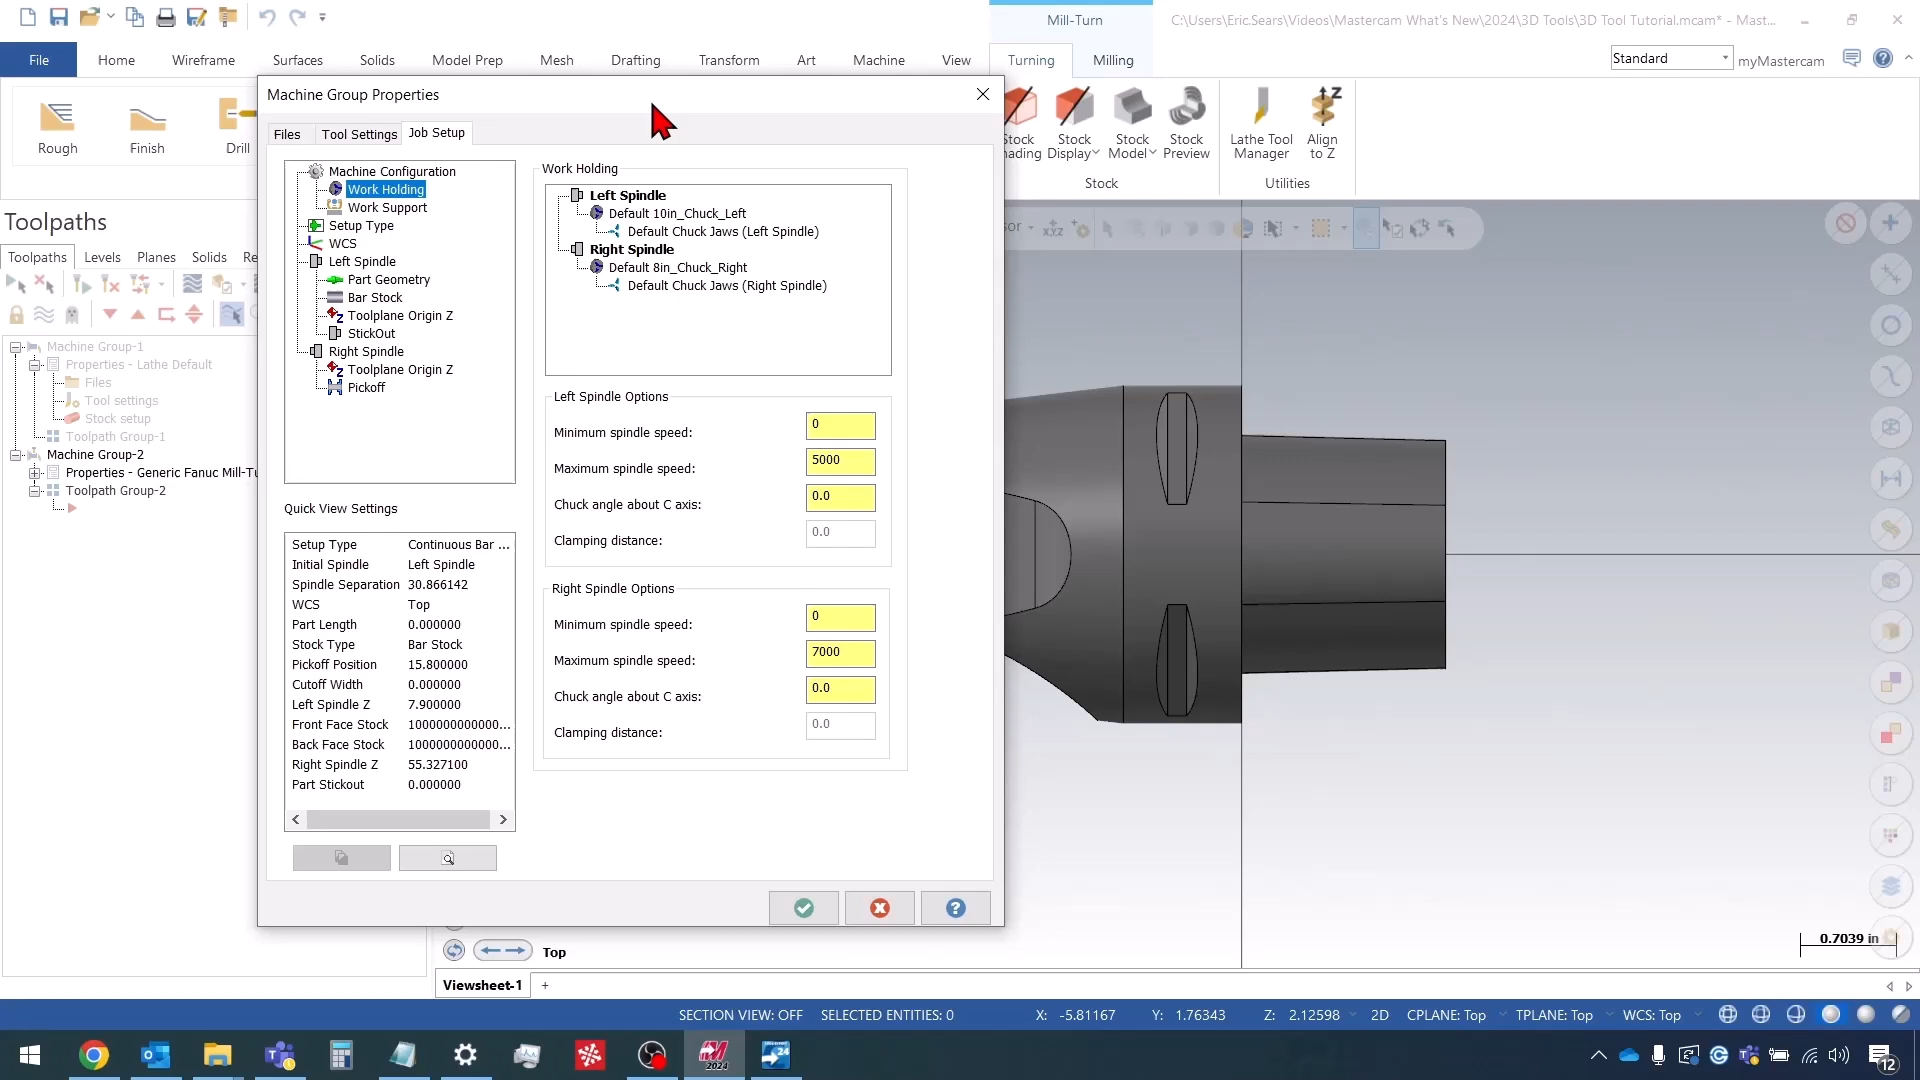 Mill-Turn
C:\Users\Eric.Sears\Videos\Mastercam What's New\2024\3D Tools\3D Tool Tutorial.mcam* - Mast...
File
Home
Wireframe
Surfaces
Solids
Model Prep
Mesh
Drafting
Transform
Art
Machine
View
Turning
Milling
Standard
myMastercam
Rough
Finish
Drill
Stock
Display
Stock
Model
Stock
Preview
Lathe Tool
Manager
Align
to Z
Stock
Utilities
Toolpaths
Toolpaths
Levels
Planes
Solids
Re
Machine Group-1
Properties - Lathe Default
Files
Tool settings
Stock setup
Toolpath Group-1
Machine Group-2
Properties - Generic Fanuc Mill-Tu
Toolpath Group-2
Machine Group Properties
Files
Tool Settings
Job Setup
Machine Configuration
Work Holding
Work Support
Setup Type
WCS
Left Spindle
Part Geometry
Bar Stock
Toolplane Origin Z
StickOut
Right Spindle
Toolplane Origin Z
Pickoff
Quick View Settings
Setup Type Continuous Bar ...
Initial Spindle Left Spindle
Spindle Separation 30.866142
WCS Top
Part Length 0.000000
Stock Type Bar Stock
Pickoff Position 15.800000
Cutoff Width 0.000000
Left Spindle Z 7.900000
Front Face Stock 1000000000000...
Back Face Stock 1000000000000...
Right Spindle Z 55.327100
Part Stickout 0.000000
Work Holding
Left Spindle
Default 10in_Chuck_Left
Default Chuck Jaws (Left Spindle)
Right Spindle
Default 8in_Chuck_Right
Default Chuck Jaws (Right Spindle)
Left Spindle Options
Minimum spindle speed: 0
Maximum spindle speed: 5000
Chuck angle about C axis: 0.0
Clamping distance: 0.0
Right Spindle Options
Minimum spindle speed: 0
Maximum spindle speed: 7000
Chuck angle about C axis: 0.0
Clamping distance: 0.0
Top
0.7039 in
Viewsheet-1
+
SECTION VIEW: OFF SELECTED ENTITIES: 0 X: -5.81167 Y: 1.76343 Z: 2.12598 2D CPLANE: Top TPLANE: Top WCS: Top
2024
24
12